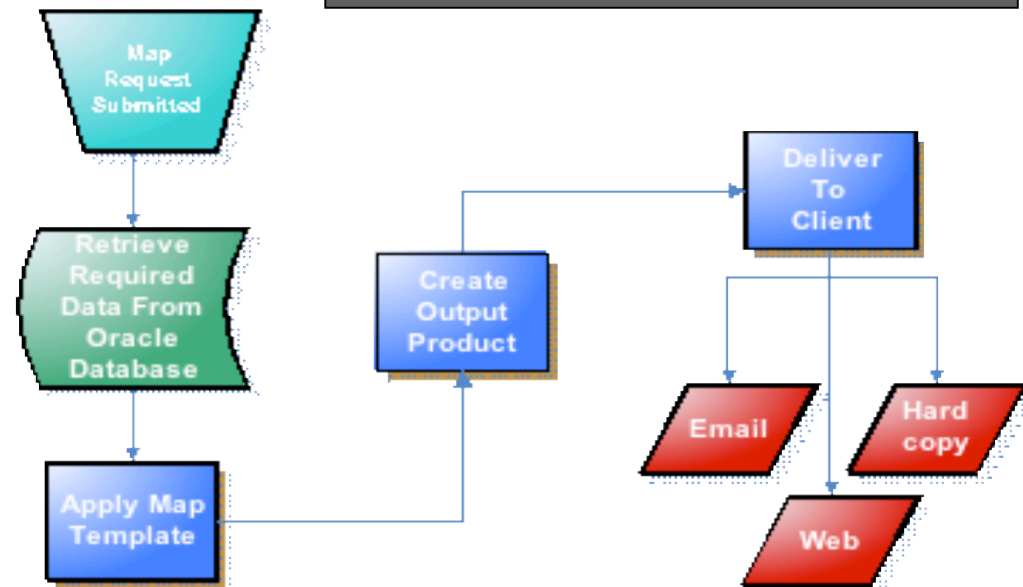 Map
Request
Submitted
Retrieve
Required
Data From
Oracle
Database
Apply Map
Template
Create
Output
Product
Deliver
To
Client
Email
Hard
copy
Web